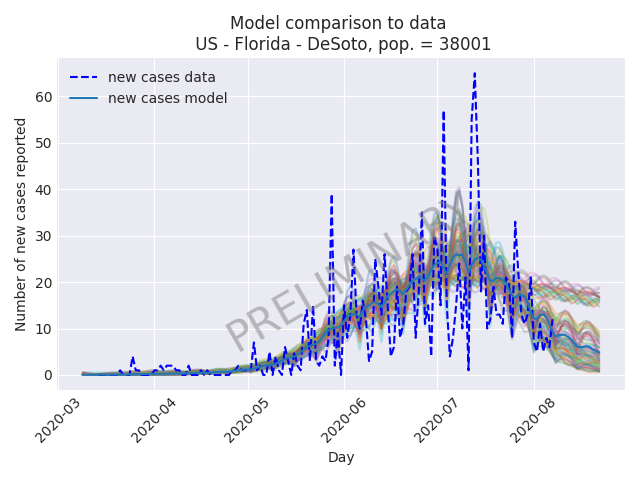 Model comparison to data
US - Florida - DeSoto, pop. = 38001
new cases data
new cases model
Number of new cases reported
60
50
40
30
20
10
0
PRELIMINARY
2020-03
2020-04
2020-05
2020-06
2020-07
2020-08
Day